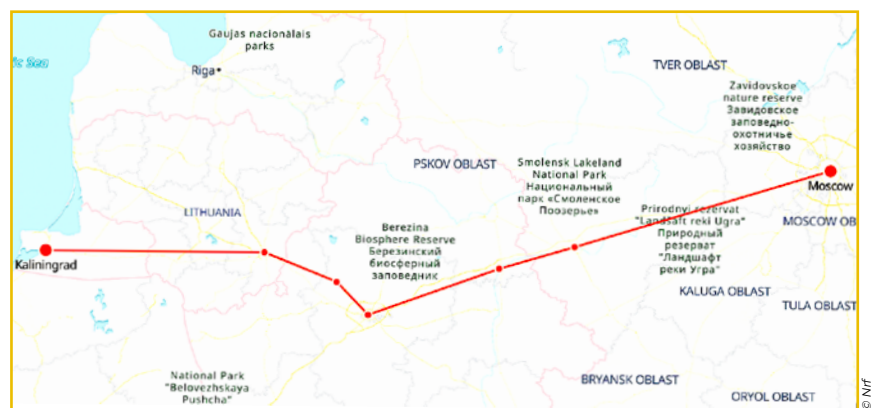 Gaujas nacionālais
parks
ic Sea
Riga
TVER OBLAST
Zavidovskoe
nature reserve
Завидовское
заповедно-
охотничье
хозяйство
PSKOV OBLAST
Smolensk Lakeland
National Park
Национальный
парк «Смоленское
Поозерье»
Moscow
LITHUANIA
Prirodnyi rezervat
"Landšaft reki Ugra"
Природный
резерват
"Ландшафт
реки Угра"
MOSCOW OB
Berezina
Biosphere Reserve
Березинский
биосферный
заповедник
Kaliningrad
KALUGA OBLAST
TULA OBLAST
National Park
"Belovezhskaya
Pushcha"
BRYANSK OBLAST
ORYOL OBLAST
© Nrf